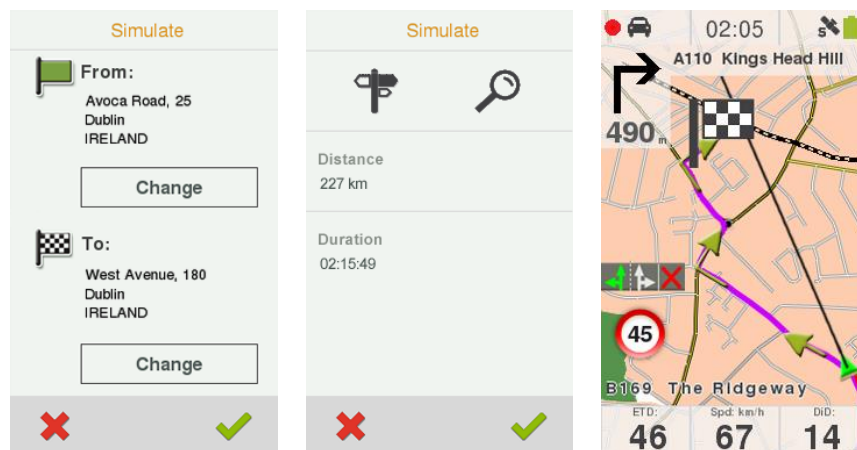 Simulate
From:
Avoca Road, 25
Dublin
IRELAND
Change
To:
West Avenue, 180
Dublin
IRELAND
Change
Simulate
Distance
227 km
Duration
02:15:49
02:05
S
A110 Kings Head Hill
490 m
45
B169 The Ridgeway
ETD:
46
Spd: km/h
67
DiD:
14